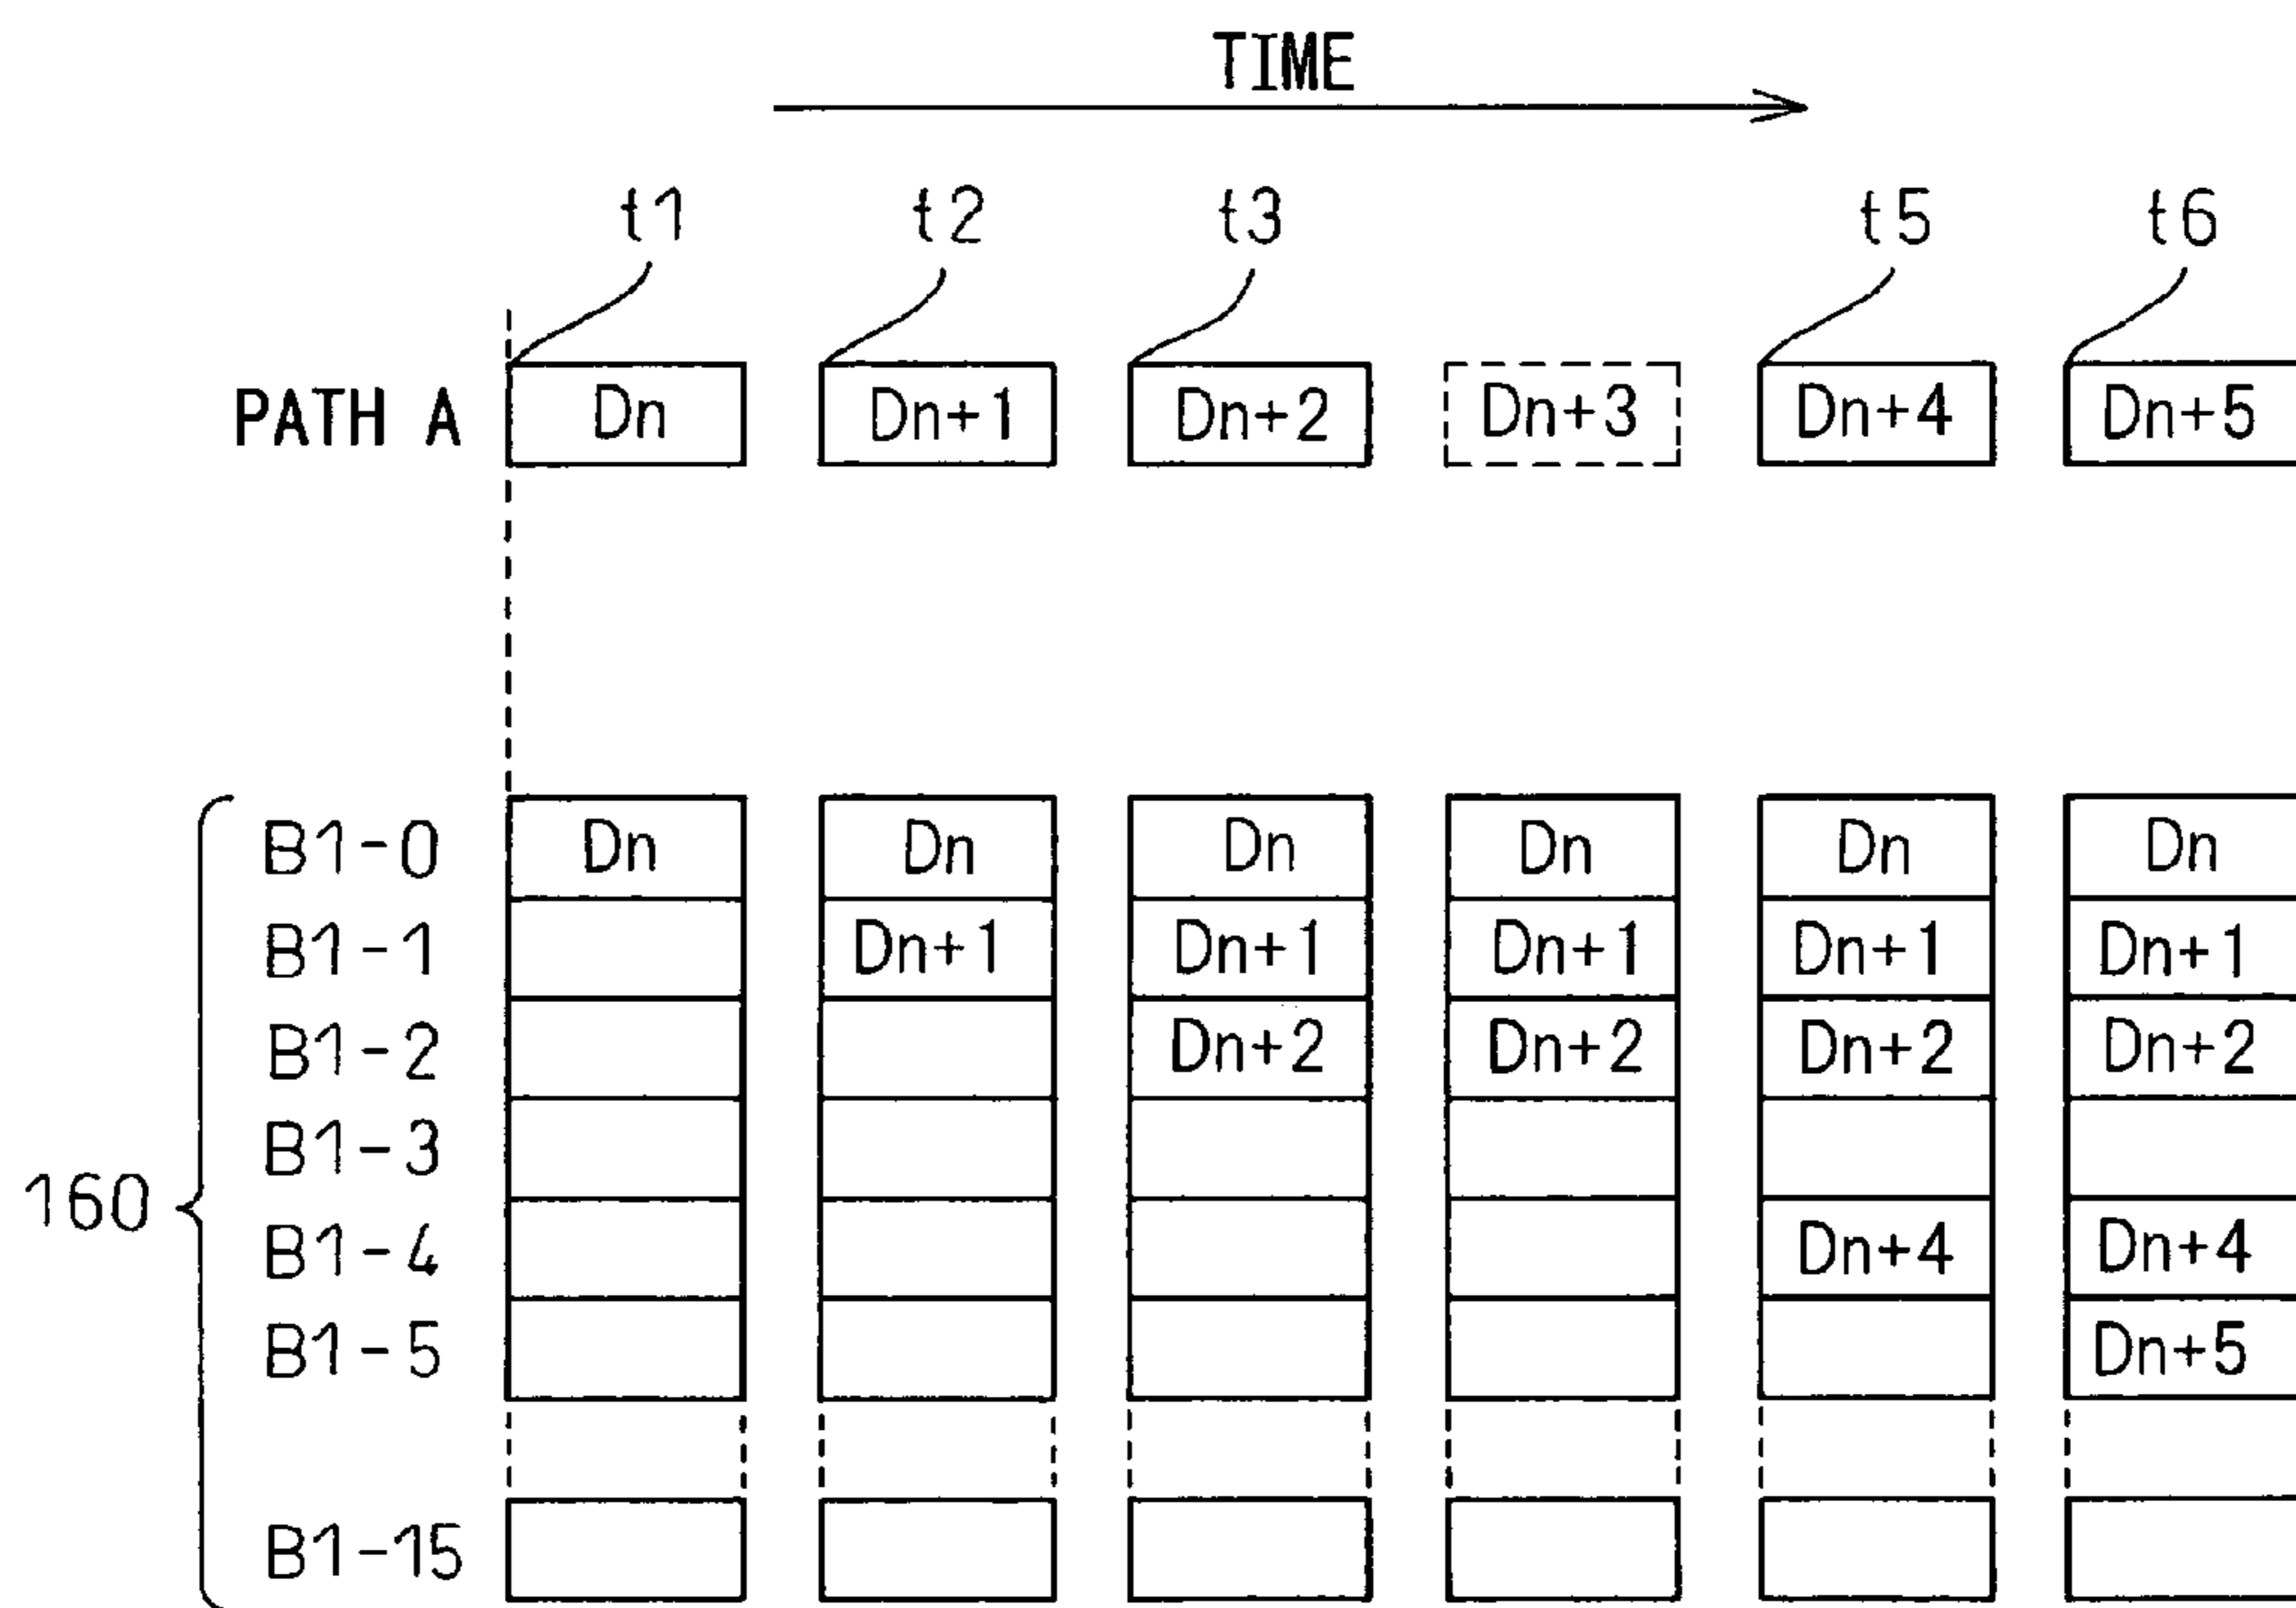 TIME
t1 t2 t3 t5 t6
PATH A Dn Dn+1 Dn+2 Dn+3 Dn+4 Dn+5
B1-0 Dn Dn Dn Dn Dn Dn
B1-1 Dn+1 Dn+1 Dn+1 Dn+1 Dn+1
B1-2 Dn+2 Dn+2 Dn+2 Dn+2
B1-3
160
B1-4 Dn+4 Dn+4
B1-5 Dn+5
B1-15